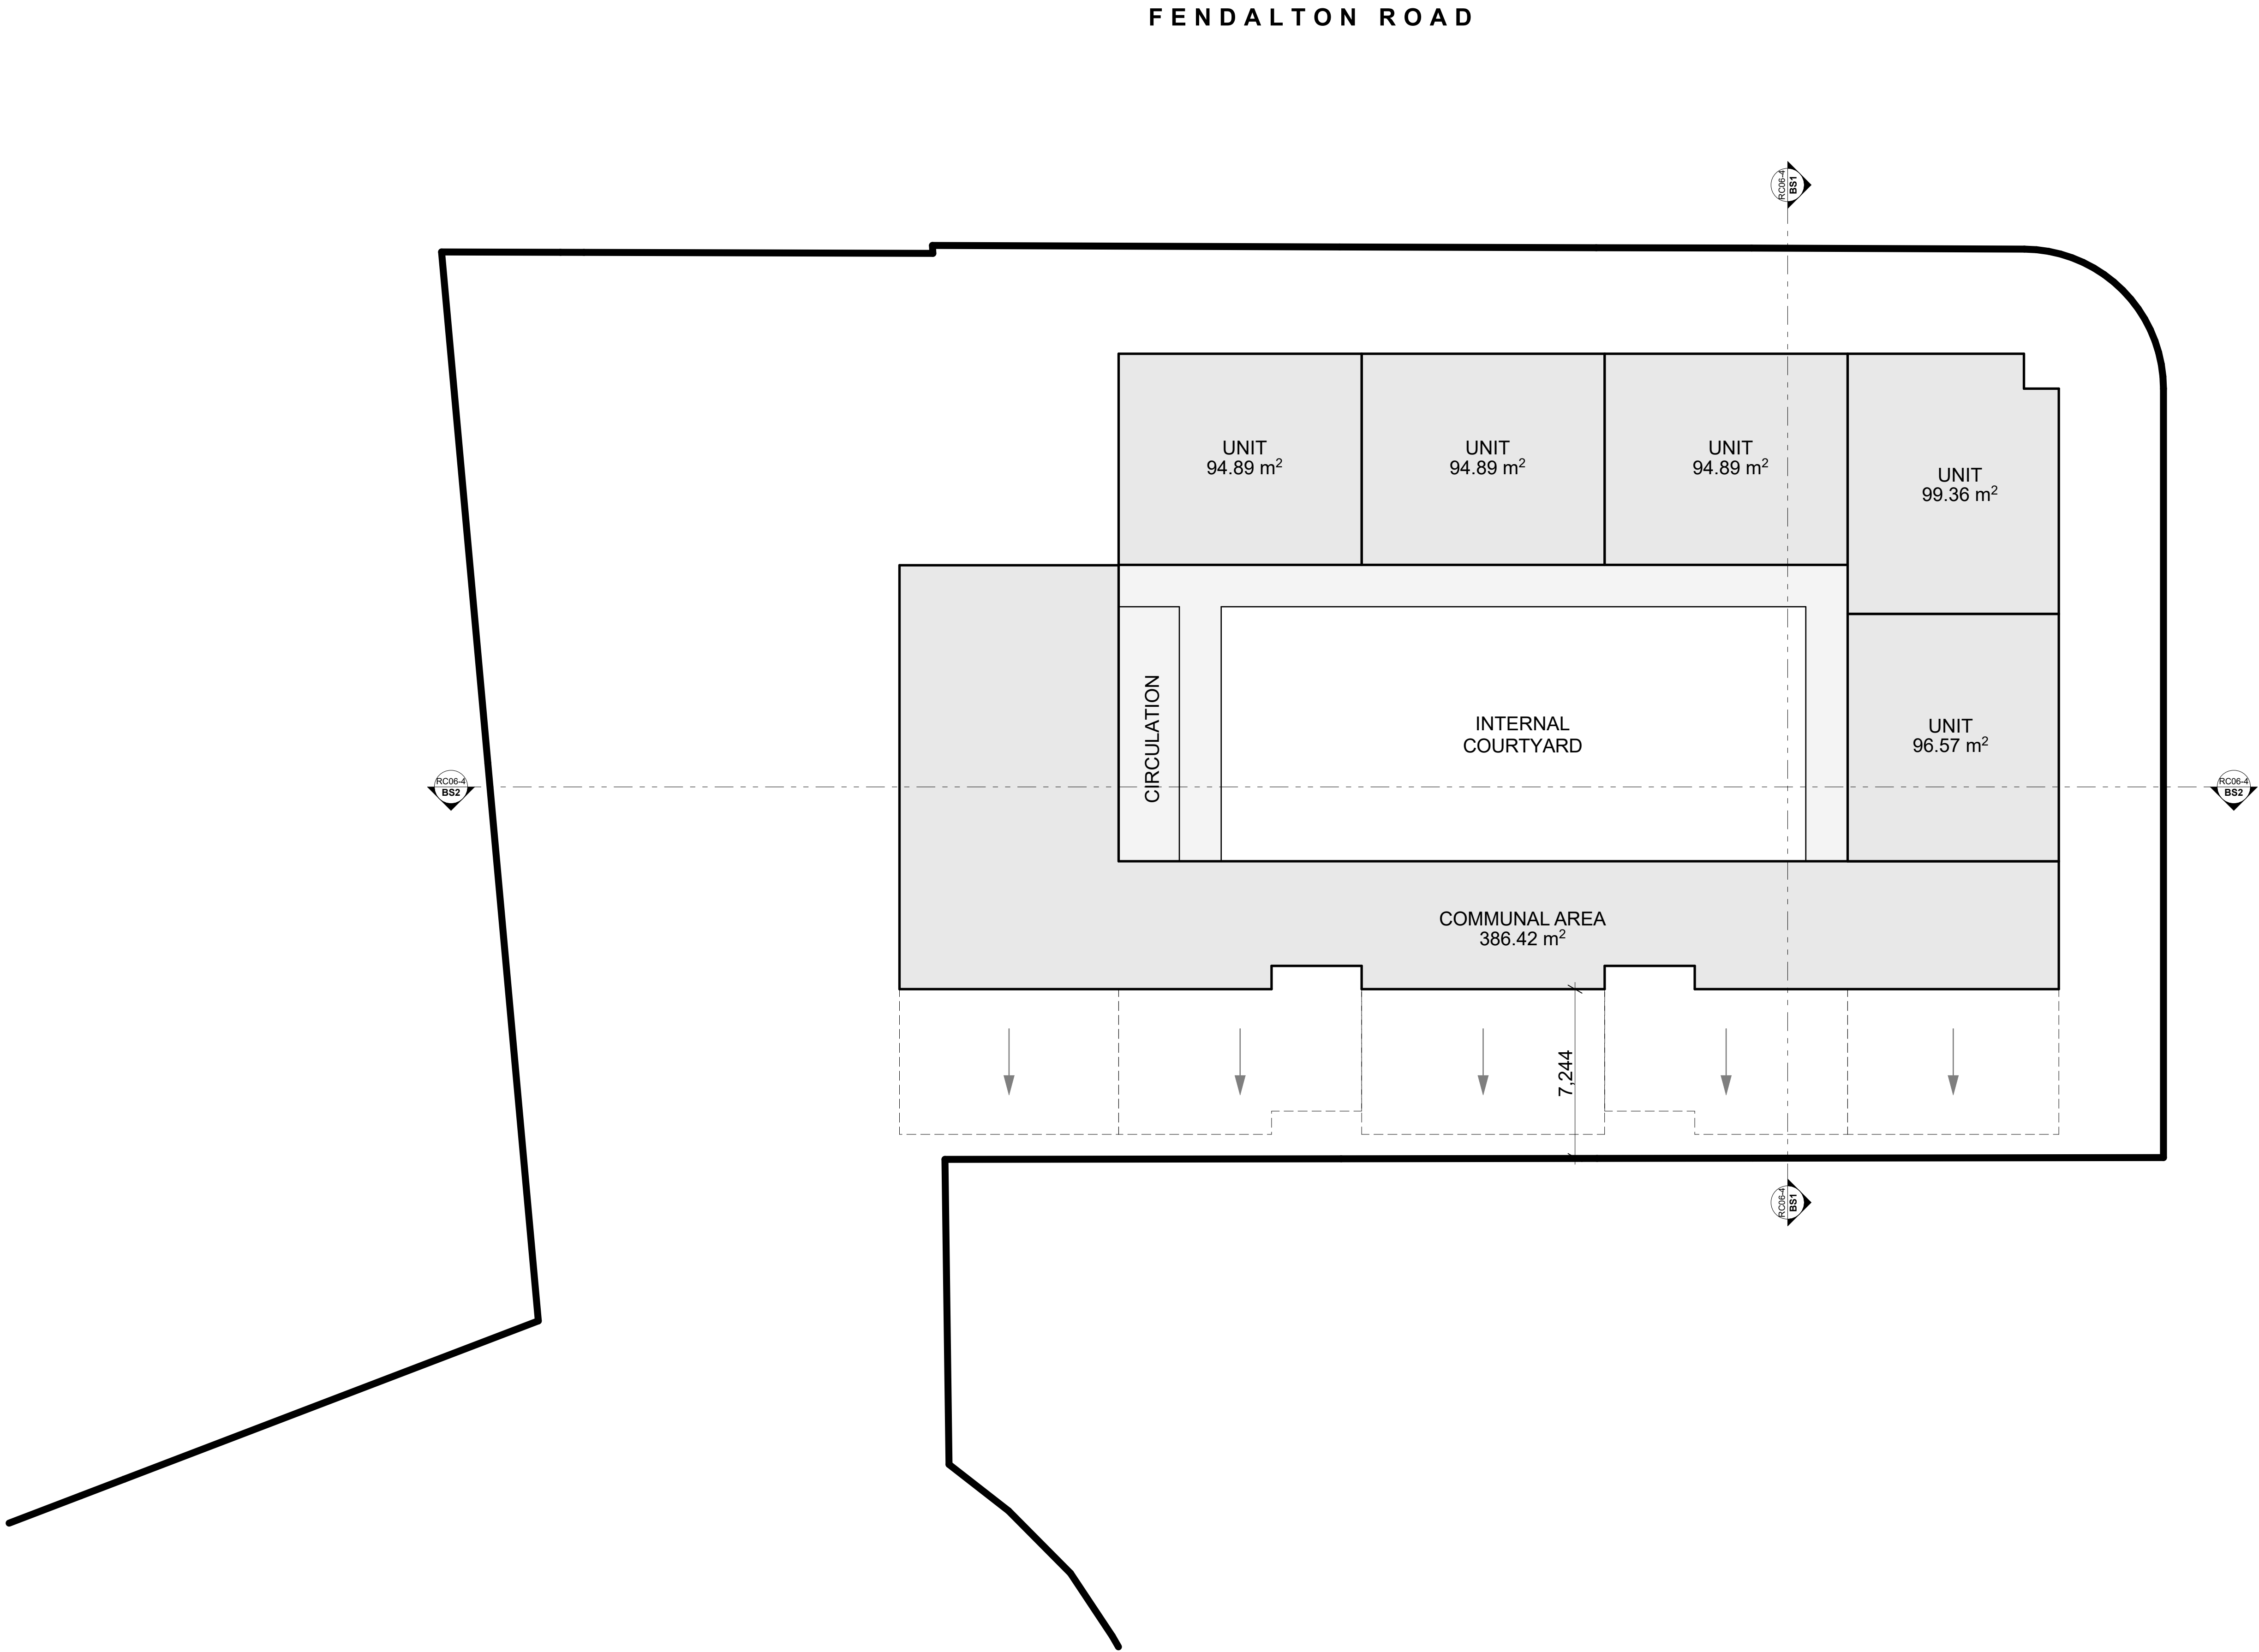 FENDALTON ROAD
RC06-4
BS1
UNIT
94.89 m²
UNIT
94.89 m²
UNIT
94.89 m²
UNIT
99.36 m²
CIRCULATION
INTERNAL
COURTYARD
UNIT
96.57 m²
RC06-4
BS2
RC06-4
BS2
COMMUNAL AREA
386.42 m²
7,244
RC06-4
BS1